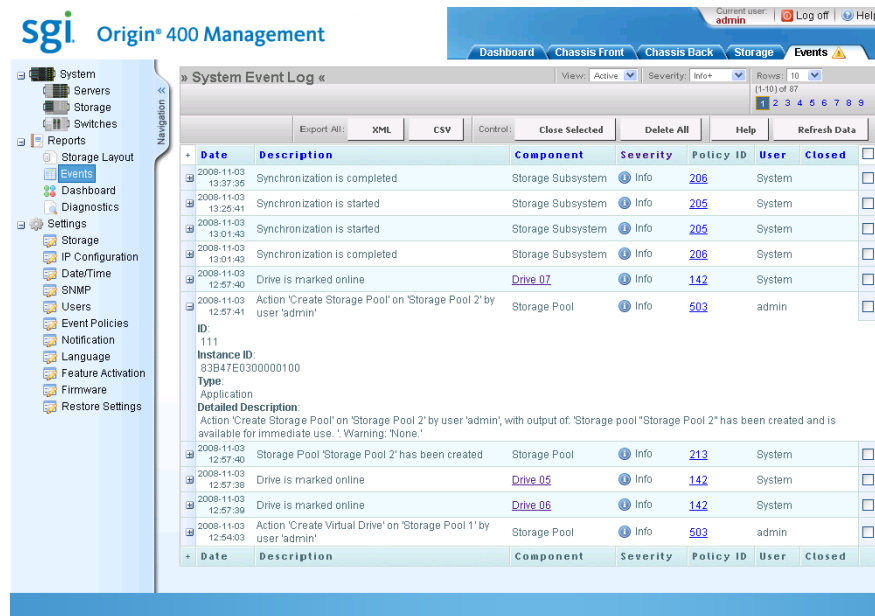 Current user:
admin
Log off
Help
sgi. Origin® 400 Management
Dashboard Chassis Front Chassis Back Storage Events
System
Servers
Storage
Switches
Reports
Storage Layout
Events
Dashboard
Diagnostics
Settings
Storage
IP Configuration
Date/Time
SNMP
Users
Event Policies
Notification
Language
Feature Activation
Firmware
Restore Settings
« Navigation
» System Event Log «
View: Active Severity: Info+ Rows: 10
(1-10) of 87
1 2 3 4 5 6 7 8 9
Export All: XML CSV Control: Close Selected Delete All Help Refresh Data
+ Date Description Component Severity Policy ID User Closed
2008-11-03 13:37:35 Synchronization is completed Storage Subsystem Info 206 System
2008-11-03 13:25:41 Synchronization is started Storage Subsystem Info 205 System
2008-11-03 13:01:43 Synchronization is started Storage Subsystem Info 205 System
2008-11-03 13:01:43 Synchronization is completed Storage Subsystem Info 206 System
2008-11-03 12:57:40 Drive is marked online Drive 07 Info 142 System
2008-11-03 12:57:41 Action 'Create Storage Pool' on 'Storage Pool 2' by user 'admin' Storage Pool Info 503 admin
ID:
111
Instance ID:
83B47E0300000100
Type:
Application
Detailed Description:
Action 'Create Storage Pool' on 'Storage Pool 2' by user 'admin', with output of: 'Storage pool "Storage Pool 2" has been created and is
available for immediate use. '. Warning: 'None.'
2008-11-03 12:57:40 Storage Pool 'Storage Pool 2' has been created Storage Pool Info 213 System
2008-11-03 12:57:38 Drive is marked online Drive 05 Info 142 System
2008-11-03 12:57:39 Drive is marked online Drive 06 Info 142 System
2008-11-03 12:54:03 Action 'Create Virtual Drive' on 'Storage Pool 1' by user 'admin' Storage Pool Info 503 admin
+ Date Description Component Severity Policy ID User Closed